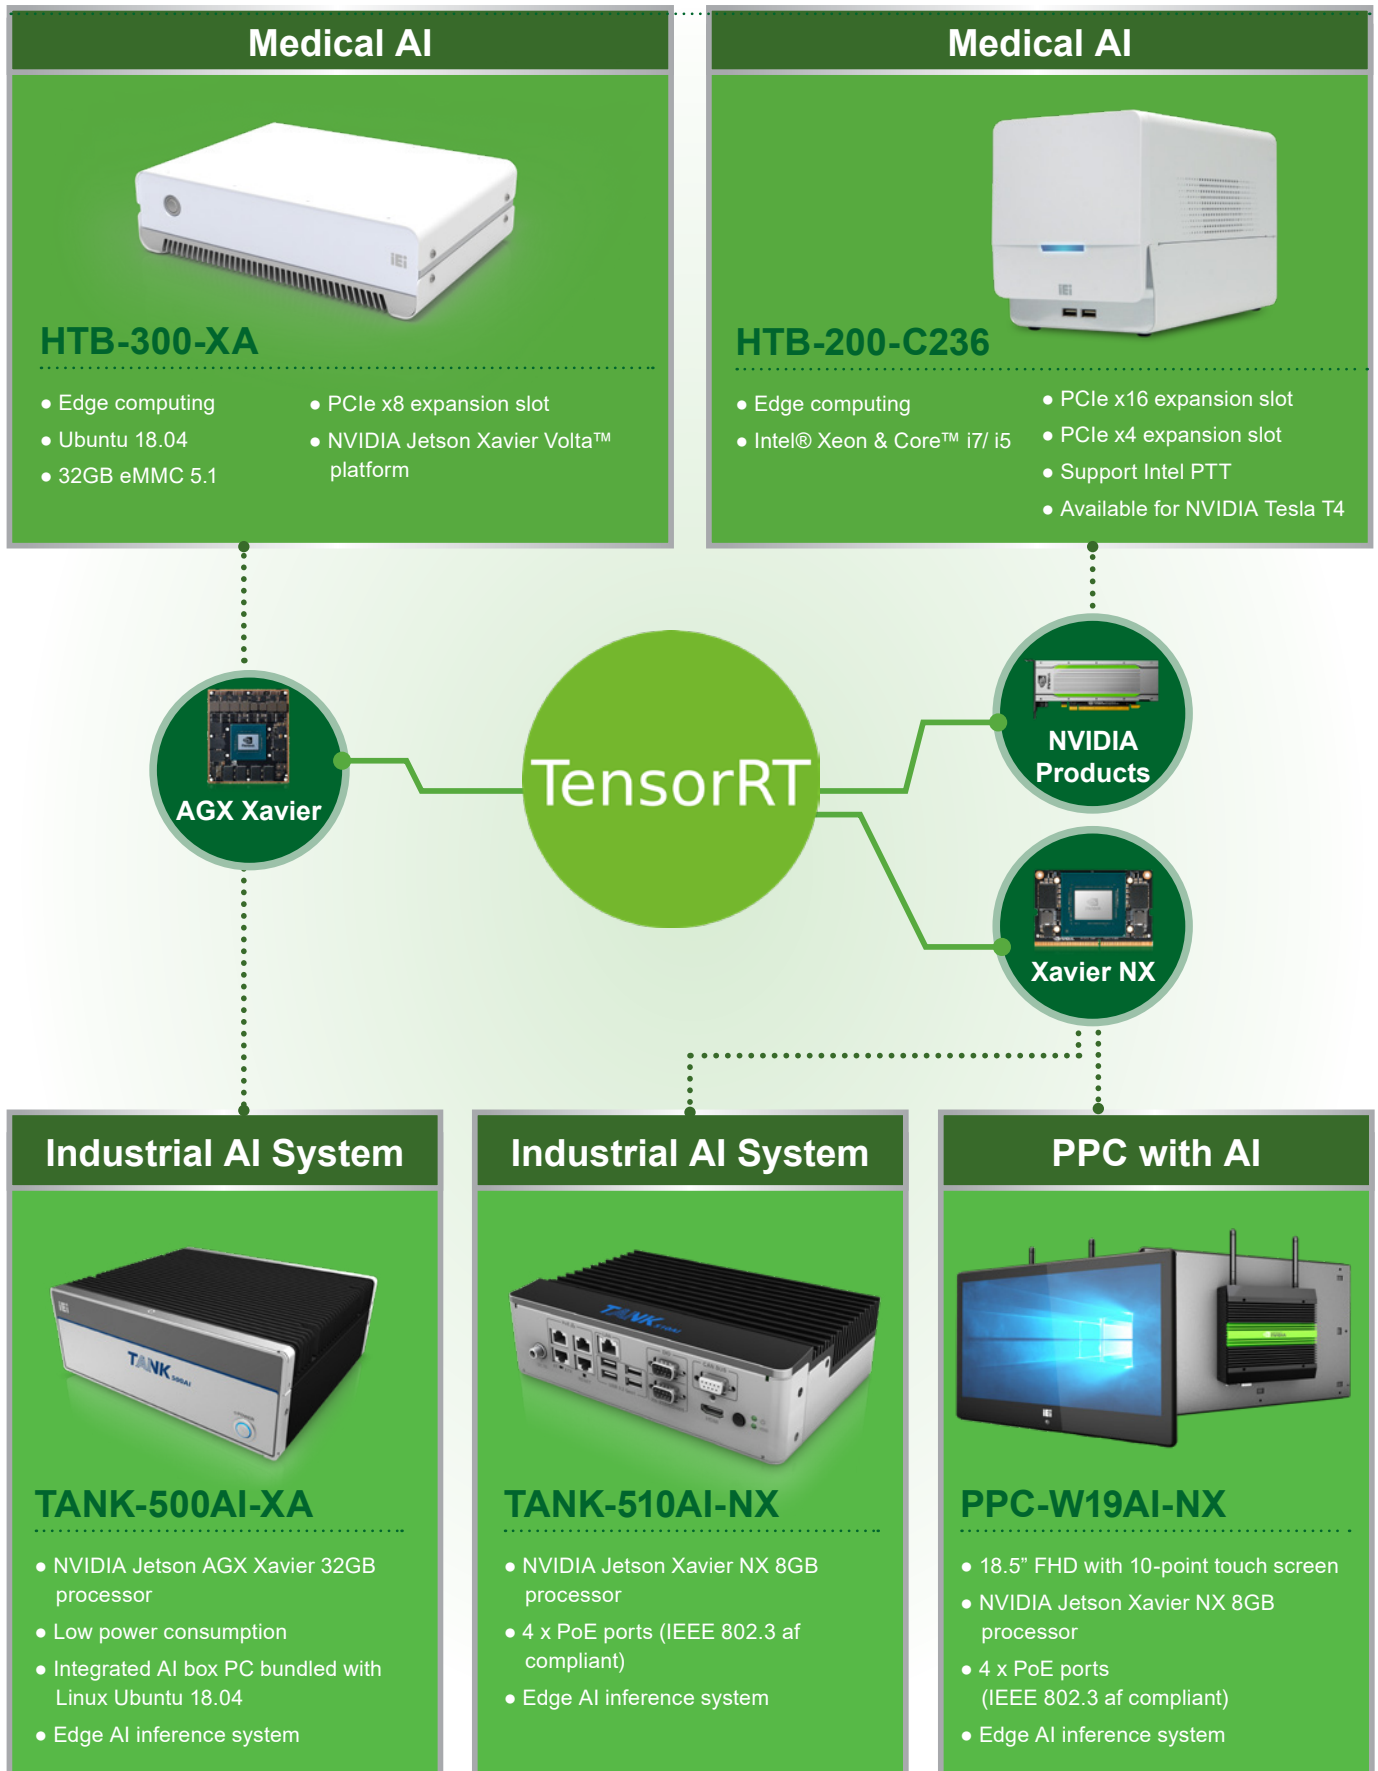 Medical AI
iEi
HTB-300-XA
● Edge computing
● Ubuntu 18.04
● 32GB eMMC 5.1
● PCIe x8 expansion slot
● NVIDIA Jetson Xavier Volta™
platform
Medical AI
iEi
HTB-200-C236
● Edge computing
● Intel® Xeon & Core™ i7/ i5
● PCIe x16 expansion slot
● PCIe x4 expansion slot
● Support Intel PTT
● Available for NVIDIA Tesla T4
AGX Xavier
TensorRT
NVIDIA
Products
Xavier NX
Industrial AI System
iEi
TANK 500AI
TANK-500AI-XA
● NVIDIA Jetson AGX Xavier 32GB
processor
● Low power consumption
● Integrated AI box PC bundled with
Linux Ubuntu 18.04
● Edge AI inference system
Industrial AI System
TANK 510AI
TANK-510AI-NX
● NVIDIA Jetson Xavier NX 8GB
processor
● 4 x PoE ports (IEEE 802.3 af
compliant)
● Edge AI inference system
PPC with AI
iEi
PPC-W19AI-NX
● 18.5” FHD with 10-point touch screen
● NVIDIA Jetson Xavier NX 8GB
processor
● 4 x PoE ports
(IEEE 802.3 af compliant)
● Edge AI inference system